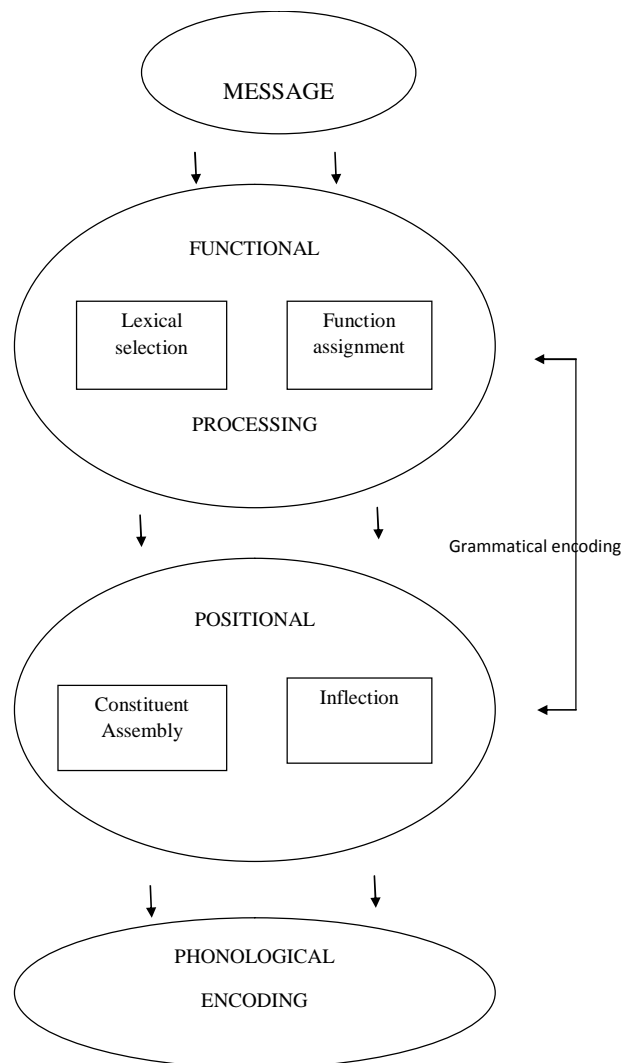 MESSAGE
FUNCTIONAL
Lexical
selection
Function
assignment
PROCESSING
Grammatical encoding
POSITIONAL
Constituent
Assembly
Inflection
PHONOLOGICAL
ENCODING